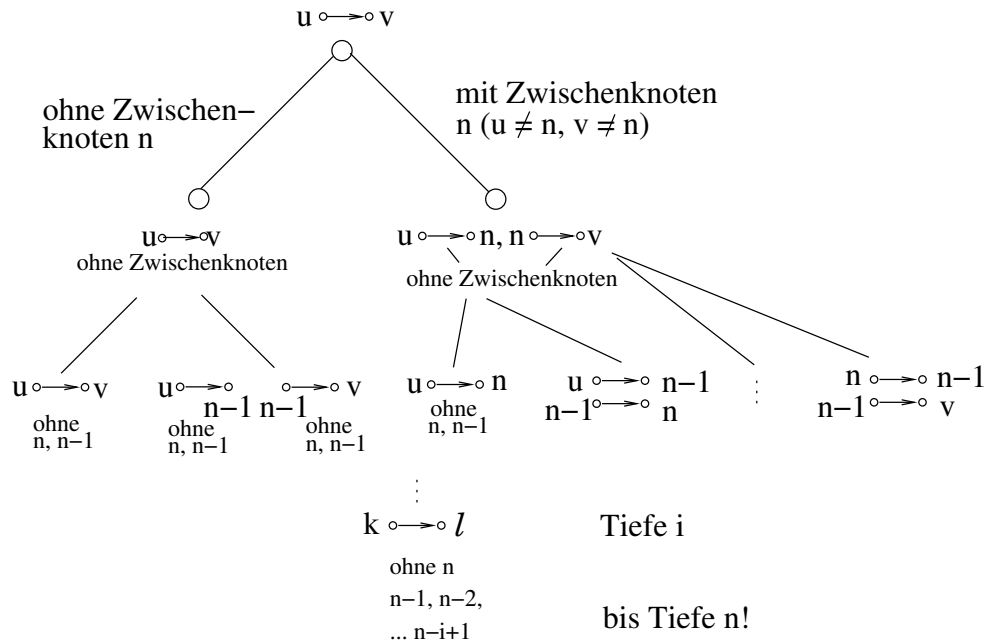 u v
ohne Zwischen–
knoten n
mit Zwischenknoten
n (u ≠ n, v ≠ n)
u v
ohne Zwischenknoten
u n, n v
ohne Zwischenknoten
u v
ohne
n, n−1
u n−1
ohne
n, n−1
n−1 v
ohne
n, n−1
u n
ohne
n, n−1
u n−1
n−1 n
n n−1
n−1 v
k l
Tiefe i
ohne n
n−1, n−2,
... n−i+1
bis Tiefe n!